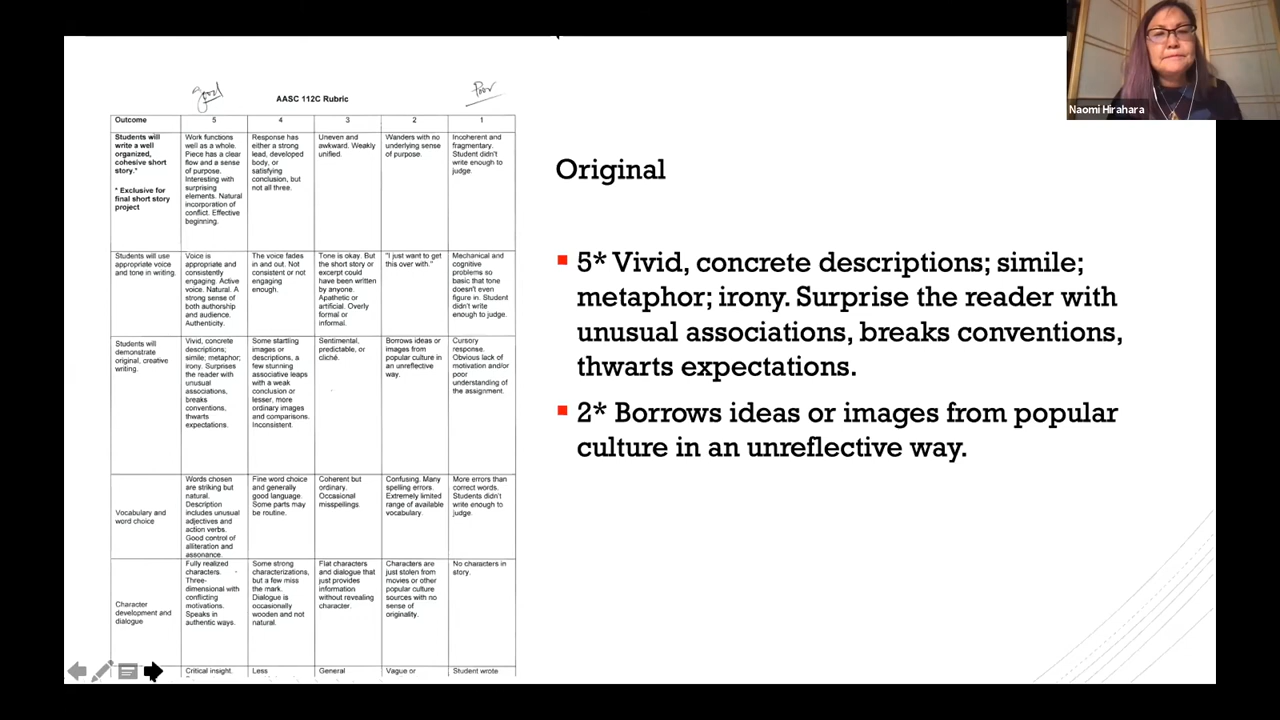 Naomi Hirahara
good
Poor
AASC 112C Rubric
Outcome 5 4 3 2 1
Students will
write a well
organized,
cohesive short
story.*
* Exclusive for
final short story
project
Work functions
well as a whole.
Piece has a clear
flow and a sense
of purpose.
Interesting with
surprising
elements. Natural
incorporation of
conflict. Effective
beginning.
Response has
either a strong
lead, developed
body, or
satisfying
conclusion, but
not all three.
Uneven and
awkward. Weakly
unified.
Wanders with no
underlying sense
of purpose.
Incoherent and
fragmentary.
Student didn't
write enough to
judge.
Students will use
appropriate voice
and tone in writing.
Voice is
appropriate and
consistently
engaging. Active
voice. Natural. A
strong sense of
both authorship
and audience.
Authenticity.
The voice fades
in and out. Not
consistent or not
engaging
enough.
Tone is okay. But
the short story or
excerpt could
have been written
by anyone.
Apathetic or
artificial. Overly
formal or
informal.
"I just want to get
this over with."
Mechanical and
cognitive
problems so
basic that tone
doesn't even
figure in. Student
didn't write
enough to judge.
Students will
demonstrate
original, creative
writing.
Vivid, concrete
descriptions;
simile; metaphor;
irony. Surprises
the reader with
unusual
associations,
breaks
conventions,
thwarts
expectations.
Some startling
images or
descriptions, a
few stunning
associative leaps
with a weak
conclusion or
lesser, more
ordinary images
and comparisons.
Inconsistent.
Sentimental,
predictable, or
cliché.
Borrows ideas or
images from
popular culture in
an unreflective
way.
Cursory
response.
Obvious lack of
motivation and/or
poor
understanding of
the assignment.
Vocabulary and
word choice
Words chosen
are striking but
natural.
Description
includes unusual
adjectives and
action verbs.
Good control of
alliteration and
assonance.
Fine word choice
and generally
good language.
Some parts may
be routine.
Coherent but
ordinary.
Occasional
misspellings.
Confusing. Many
spelling errors.
Extremely limited
range of available
vocabulary.
More errors than
correct words.
Students didn't
write enough to
judge.
Character
development and
dialogue
Fully realized
characters.
Three-
dimensional with
conflicting
motivations.
Speaks in
authentic ways.
Some strong
characterizations,
but a few miss
the mark.
Dialogue is
occasionally
wooden and not
natural.
Flat characters
and dialogue that
just provides
information
without revealing
character.
Characters are
just stolen from
movies or other
popular culture
sources with no
sense of
originality.
No characters in
story.
Critical insight.
Less
General
Vague or
Student wrote
Original
5* Vivid, concrete descriptions; simile;
metaphor; irony. Surprise the reader with
unusual associations, breaks conventions,
thwarts expectations.
2* Borrows ideas or images from popular
culture in an unreflective way.